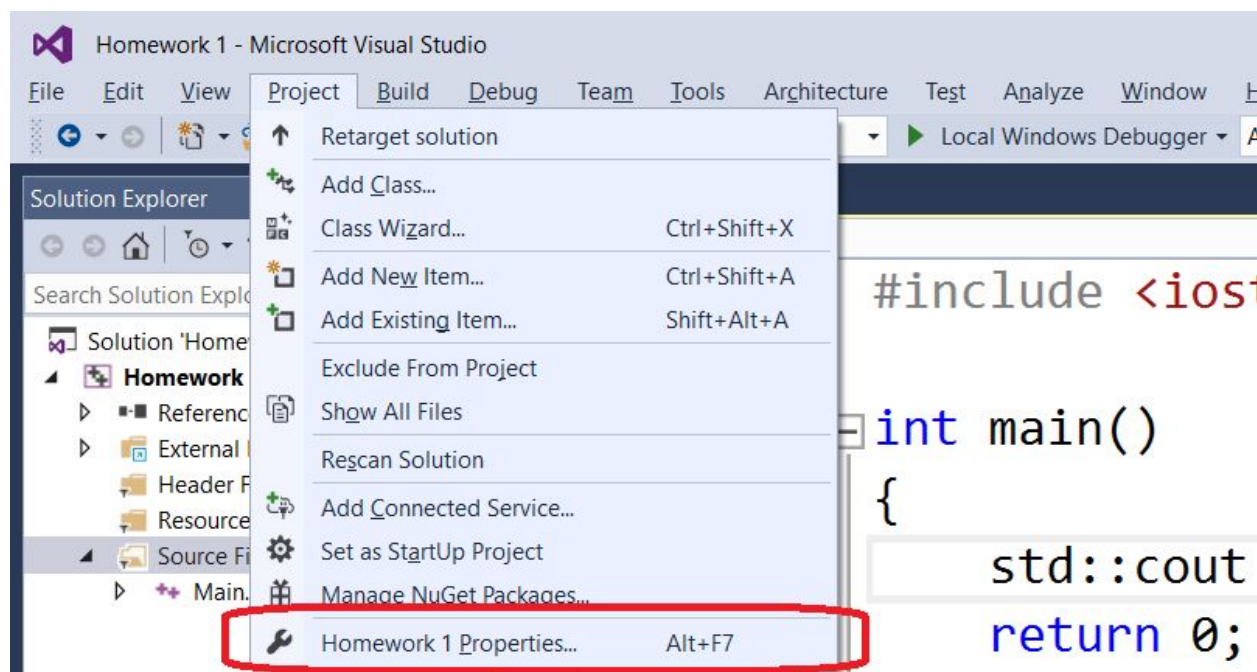 Homework 1 - Microsoft Visual Studio
File Edit View Project Build Debug Team Tools Architecture Test Analyze Window H
Local Windows Debugger A
Solution Explorer
Search Solution Explo
Solution 'Home
Homework
Referenc
External
Header F
Resource
Source Fi
Main.
Retarget solution
Add Class...
Class Wizard... Ctrl+Shift+X
Add New Item... Ctrl+Shift+A
Add Existing Item... Shift+Alt+A
Exclude From Project
Show All Files
Rescan Solution
Add Connected Service...
Set as StartUp Project
Manage NuGet Packages...
Homework 1 Properties... Alt+F7
#include <ios
int main()
{
std::cout
return 0;